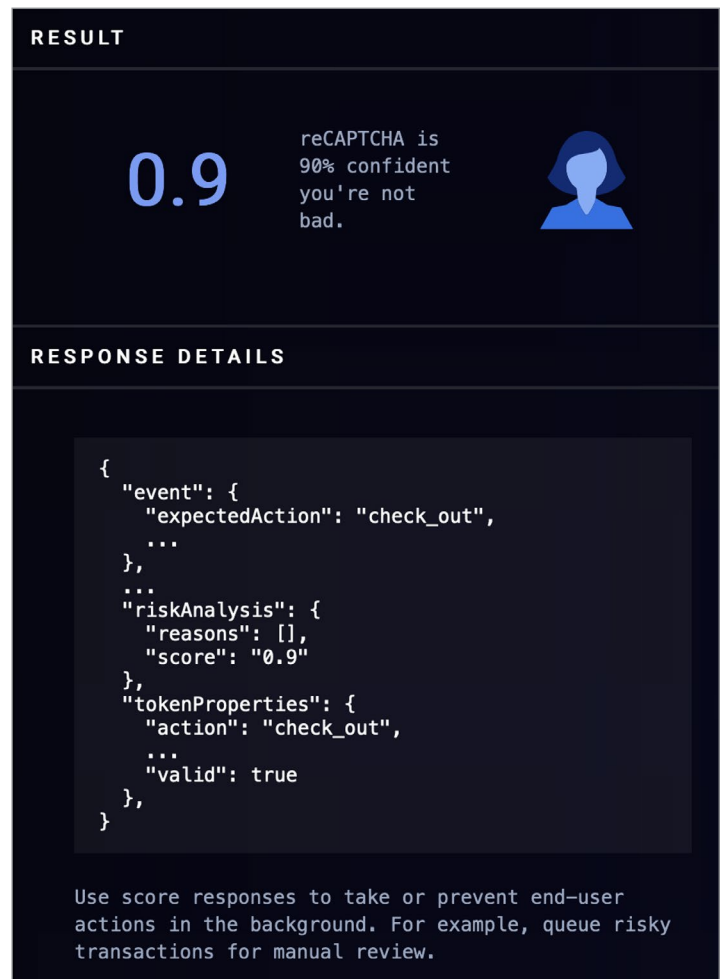 RESULT
0.9
reCAPTCHA is
90% confident
you're not
bad.
RESPONSE DETAILS
{
"event": {
"expectedAction": "check_out",
...
},
...
"riskAnalysis": {
"reasons": [],
"score": "0.9"
},
"tokenProperties": {
"action": "check_out",
...
"valid": true
},
}
Use score responses to take or prevent end-user
actions in the background. For example, queue risky
transactions for manual review.